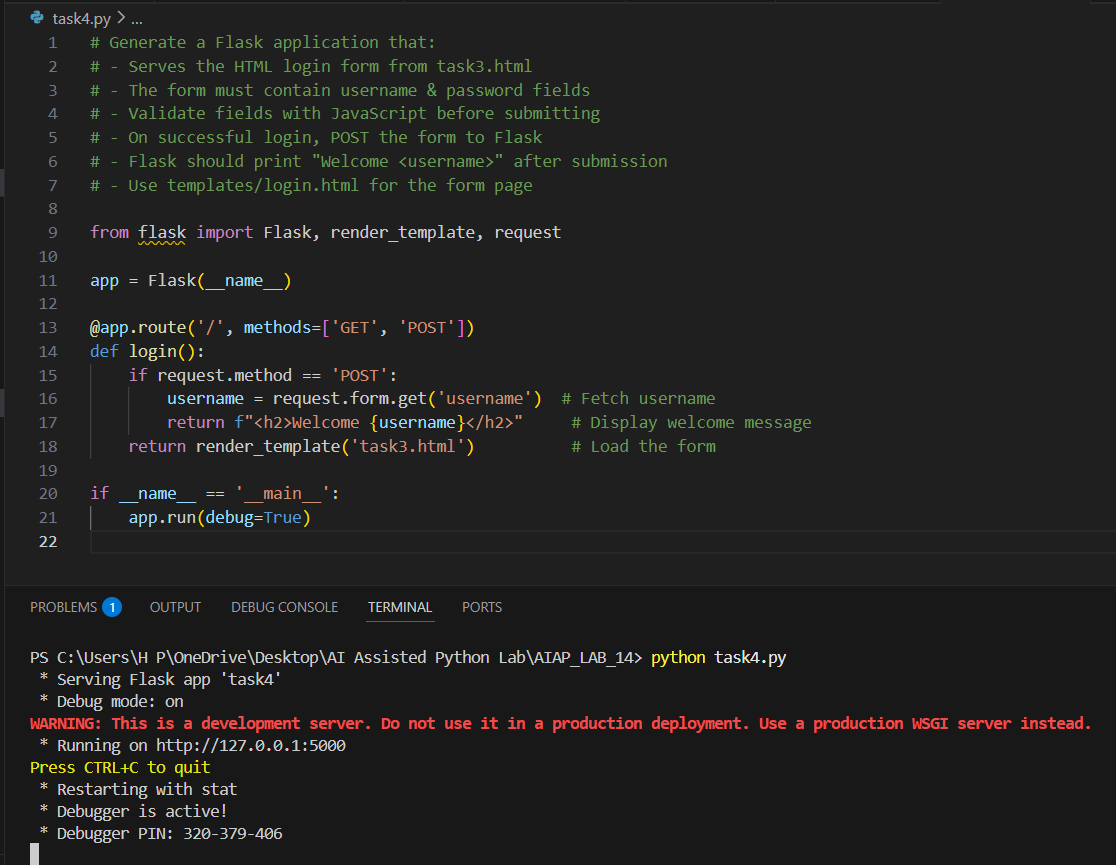 task4.py > ...
1 # Generate a Flask application that:
2 # - Serves the HTML login form from task3.html
3 # - The form must contain username & password fields
4 # - Validate fields with JavaScript before submitting
5 # - On successful login, POST the form to Flask
6 # - Flask should print "Welcome <username>" after submission
7 # - Use templates/login.html for the form page
8
9 from flask import Flask, render_template, request
10
11 app = Flask(__name__)
12
13 @app.route('/', methods=['GET', 'POST'])
14 def login():
15     if request.method == 'POST':
16         username = request.form.get('username')  # Fetch username
17         return f"<h2>Welcome {username}</h2>"     # Display welcome message
18     return render_template('task3.html')          # Load the form
19
20 if __name__ == '__main__':
21     app.run(debug=True)
22
PROBLEMS 1 OUTPUT DEBUG CONSOLE TERMINAL PORTS
PS C:\Users\H P\OneDrive\Desktop\AI Assisted Python Lab\AIAP_LAB_14> python task4.py
 * Serving Flask app 'task4'
 * Debug mode: on
WARNING: This is a development server. Do not use it in a production deployment. Use a production WSGI server instead.
 * Running on http://127.0.0.1:5000
Press CTRL+C to quit
 * Restarting with stat
 * Debugger is active!
 * Debugger PIN: 320-379-406